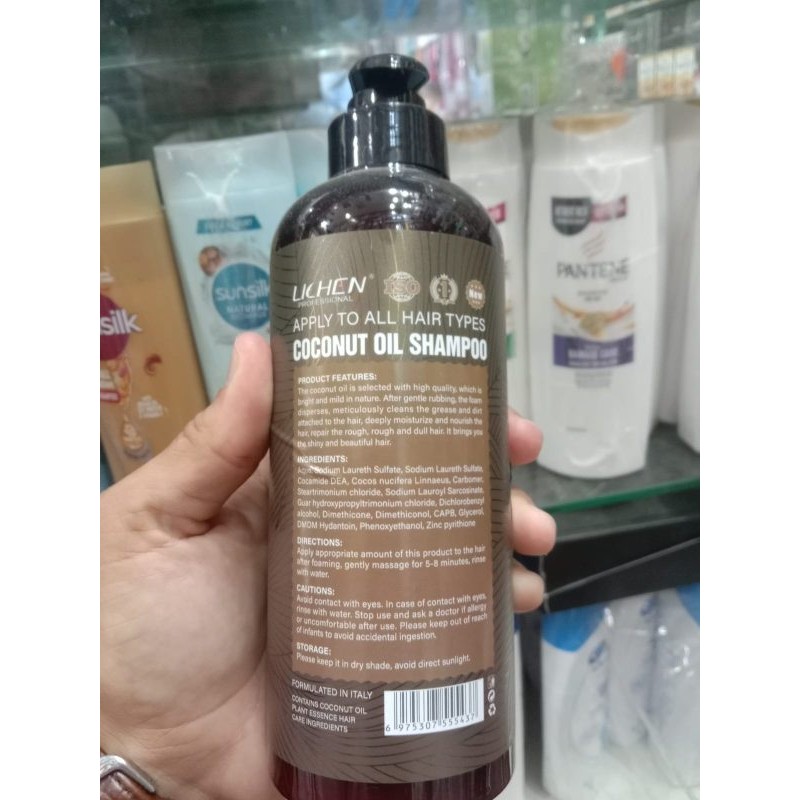 LICHEN®
PROFESSIONAL
ISO
New
APPLY TO ALL HAIR TYPES
COCONUT OIL SHAMPOO
PRODUCT FEATURES:
The coconut oil is selected with high quality, which is
bright and mild in nature. After gentle rubbing, the foam
disperses, meticulously cleans the grease and dirt
attached to the hair, deeply moisturize and nourish the
hair, repair the rough, rough and dull hair. It brings you
the shiny and beautiful hair.
INGREDIENTS:
Aqua, Sodium Laureth Sulfate, Sodium Laureth Sulfate,
Cocamide DEA, Cocos nucifera Linnaeus, Carbomer,
Steartrimonium chloride, Sodium Lauroyl Sarcosinate,
Guar hydroxypropyltrimonium chloride, Dichlorobenzyl
alcohol, Dimethicone, Dimethiconol, CAPB, Glycerol,
DMDM Hydantoin, Phenoxyethanol, Zinc pyrithione
DIRECTIONS:
Apply appropriate amount of this product to the hair
after foaming, gently massage for 5-8 minutes, rinse
with water.
CAUTIONS:
Avoid contact with eyes. In case of contact with eyes,
rinse with water. Stop use and ask a doctor if allergy
or uncomfortable after use. Please keep out of reach
of infants to avoid accidental ingestion.
STORAGE:
Please keep it in dry shade, avoid direct sunlight.
FORMULATED IN ITALY
CONTAINS COCONUT OIL
PLANT ESSENCE HAIR
CARE INGREDIENTS
6 975307 555437
silk
sunsilk
NATURAL
PANTENE